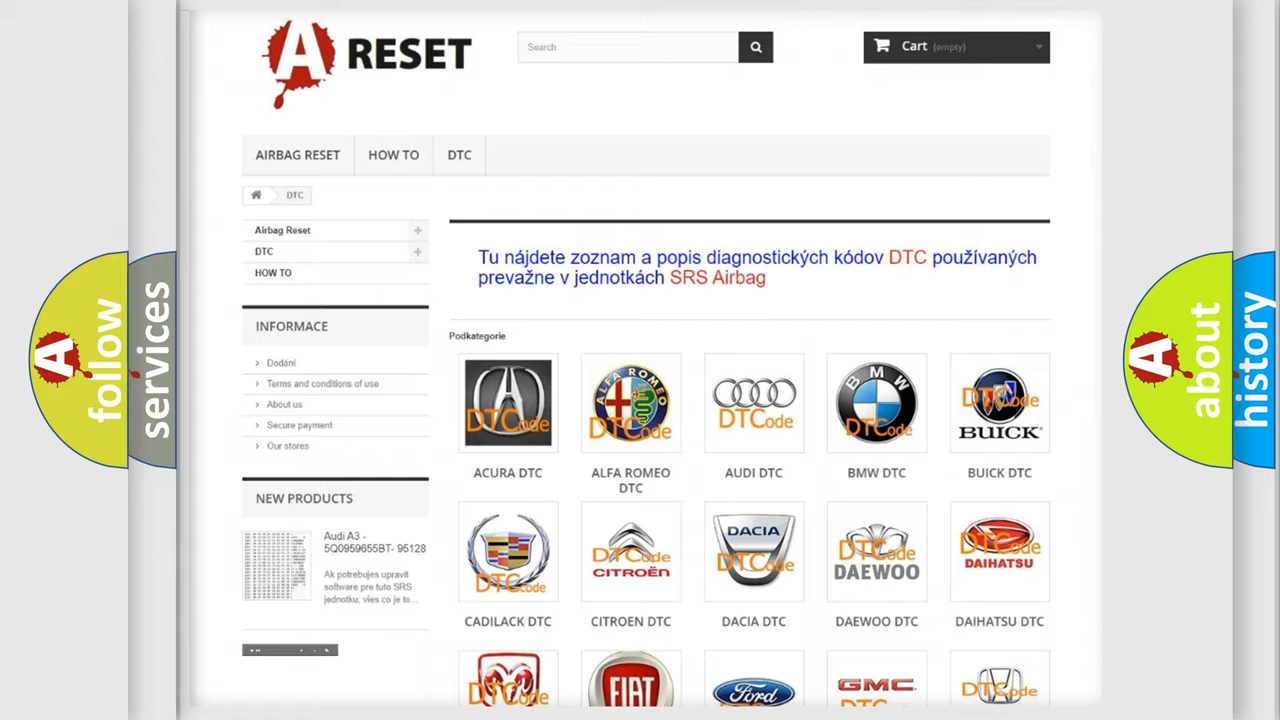 A RESET
Search
Cart (empty)
AIRBAG RESET
HOW TO
DTC
DTC
Airbag Reset
DTC
HOW TO
INFORMACE
Dodání
Terms and conditions of use
About us
Secure payment
Our stores
NEW PRODUCTS
Audi A3 -
5Q0959655BT- 95128
Ak potrebujes upravit
software pre tuto SRS
jednotku, vies co je to...
Tu nájdete zoznam a popis diagnostických kódov DTC používaných
prevažne v jednotkách SRS Airbag
Podkategorie
DTCode
ALFA ROMEO
DTCode
DTCode
BMW
DTCode
DTCode
BUICK
ACURA DTC
ALFA ROMEO
DTC
AUDI DTC
BMW DTC
BUICK DTC
DTCode
DTCode
CITROËN
DACIA
DTCode
DTCode
DAEWOO
DTCode
DAIHATSU
CADILACK DTC
CITROEN DTC
DACIA DTC
DAEWOO DTC
DAIHATSU DTC
DTCode
FIAT
Ford
GMC
DTCode
A follow
services
A about
history